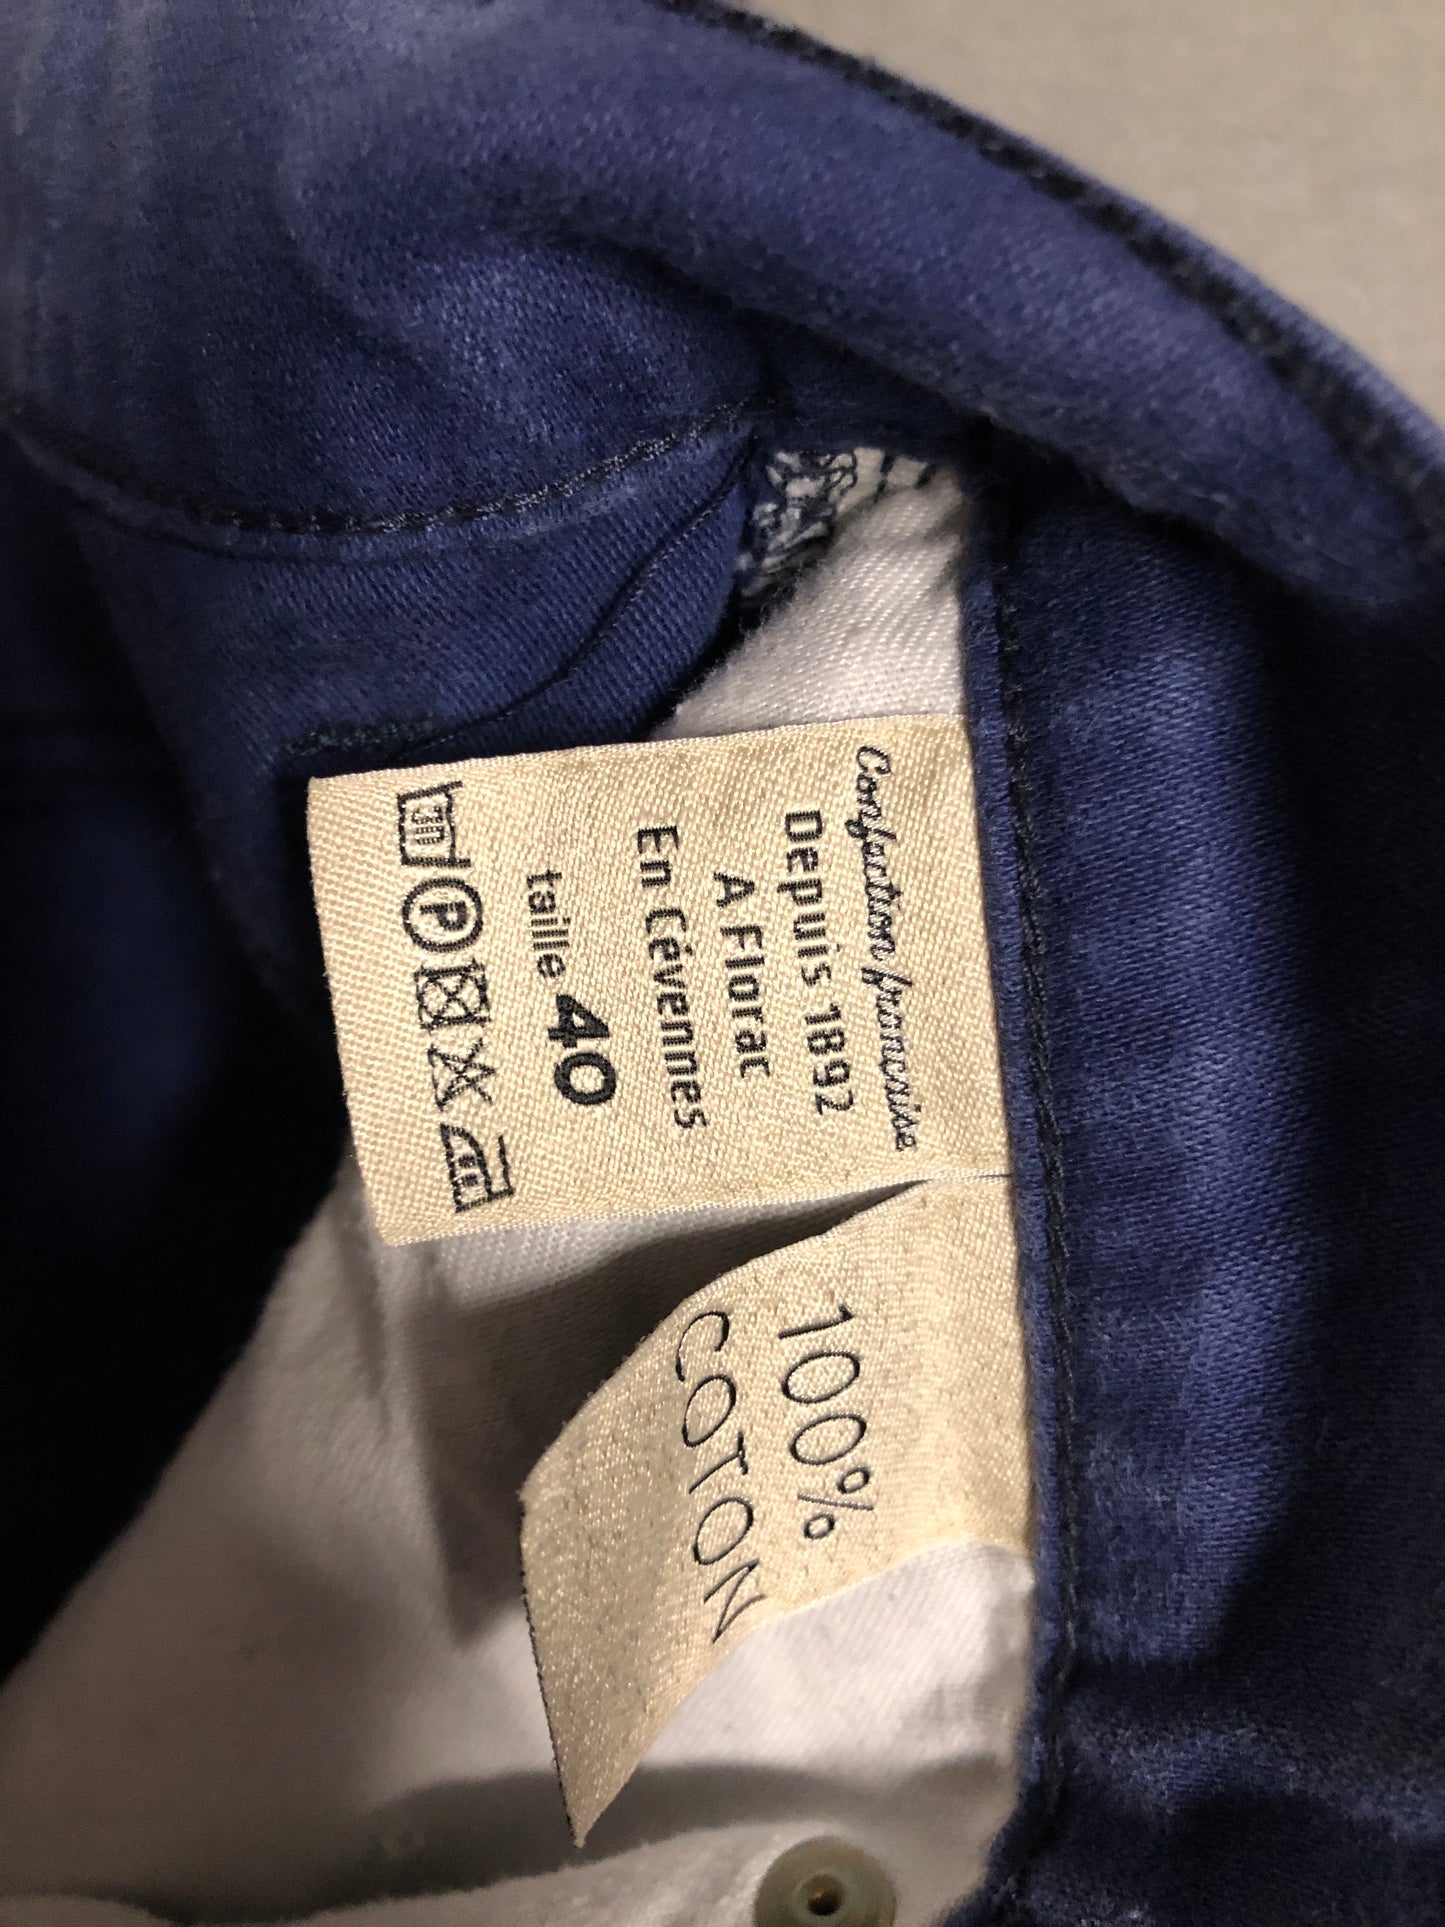 Confection française
Depuis 1892
A Florac
En Cévennes
taille 40
P
100%
COTON